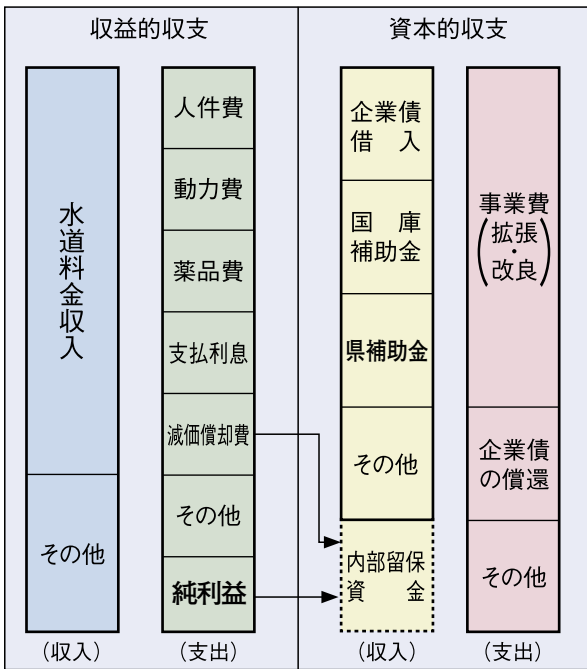 収益的収支
水道料金収入
その他
(収入)
人件費
動力費
薬品費
支払利息
減価償却費
その他
純利益
(支出)
資本的収支
企業債
借 入
国 庫
補助金
県補助金
その他
内部留保
資 金
(収入)
事業費
(拡張
・
改良)
企業債
の償還
その他
(支出)